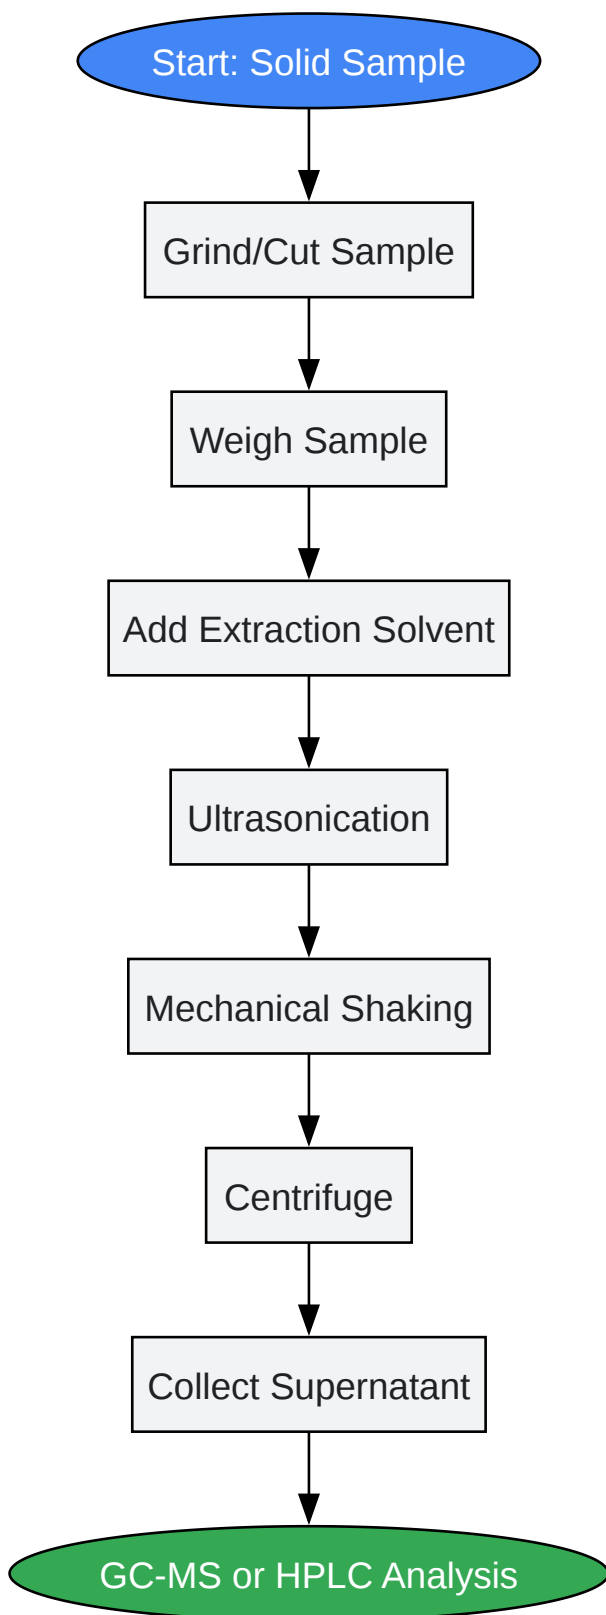 Start: Solid Sample
Grind/Cut Sample
Weigh Sample
Add Extraction Solvent
Ultrasonication
Mechanical Shaking
Centrifuge
Collect Supernatant
GC-MS or HPLC Analysis